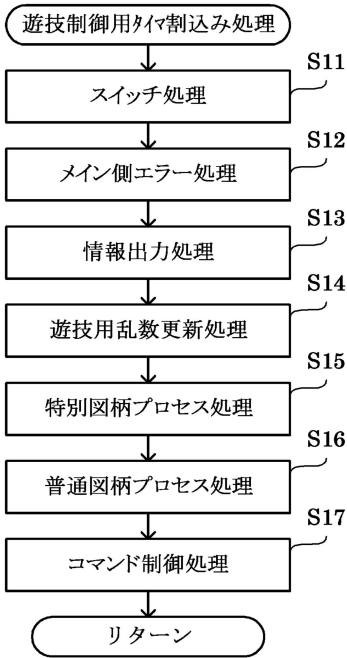 遊技制御用ﾀｲﾏ割込み処理
S11
スイッチ処理
S12
メイン側エラー処理
S13
情報出力処理
S14
遊技用乱数更新処理
S15
特別図柄プロセス処理
S16
普通図柄プロセス処理
S17
コマンド制御処理
リターン